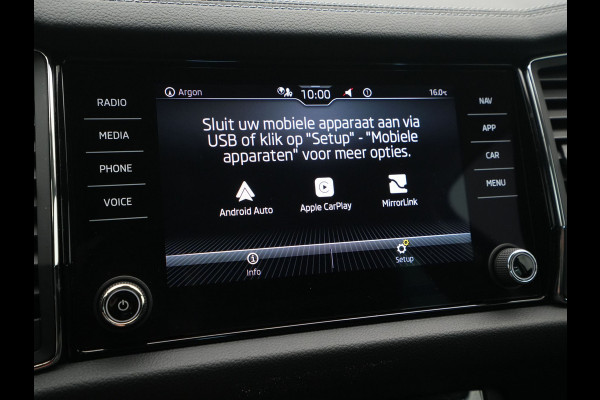 Argon 10:00 16.0°C
Sluit uw mobiele apparaat aan via
USB of klik op "Setup" - "Mobiele
apparaten" voor meer opties.
Android Auto Apple CarPlay MirrorLink
Info Setup
RADIO
MEDIA
PHONE
VOICE
NAV
APP
CAR
MENU